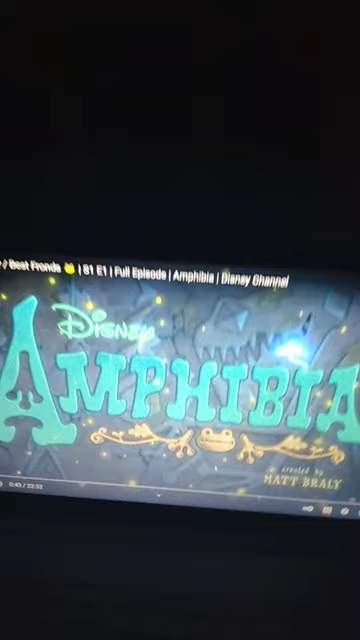 / Best Fronds 🐸 | S1 E1 | Full Episode | Amphibia | Disney Channel
Disney
AMPHIBIA
created by
MATT BRALY
0:43 / 22:32